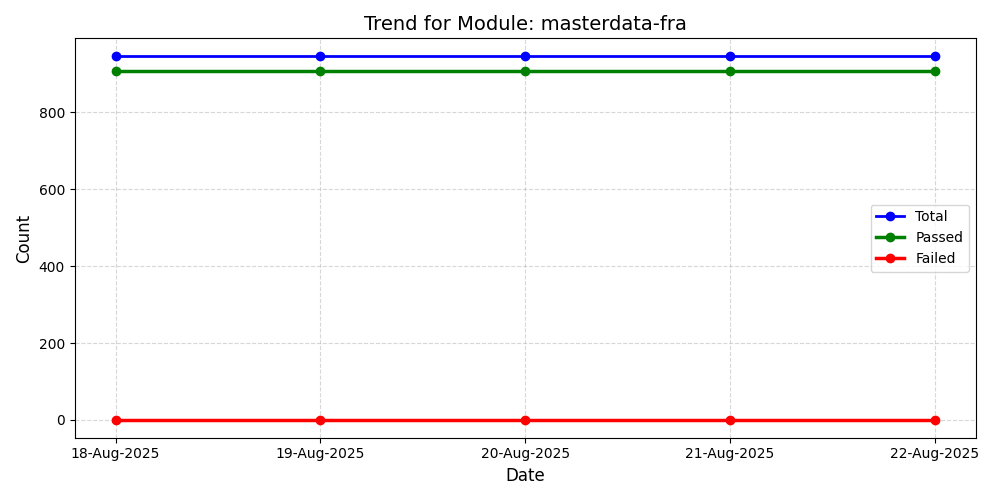 Trend for Module: masterdata-fra
Count
800
600
400
200
0
Total
Passed
Failed
18-Aug-2025
19-Aug-2025
20-Aug-2025
21-Aug-2025
22-Aug-2025
Date